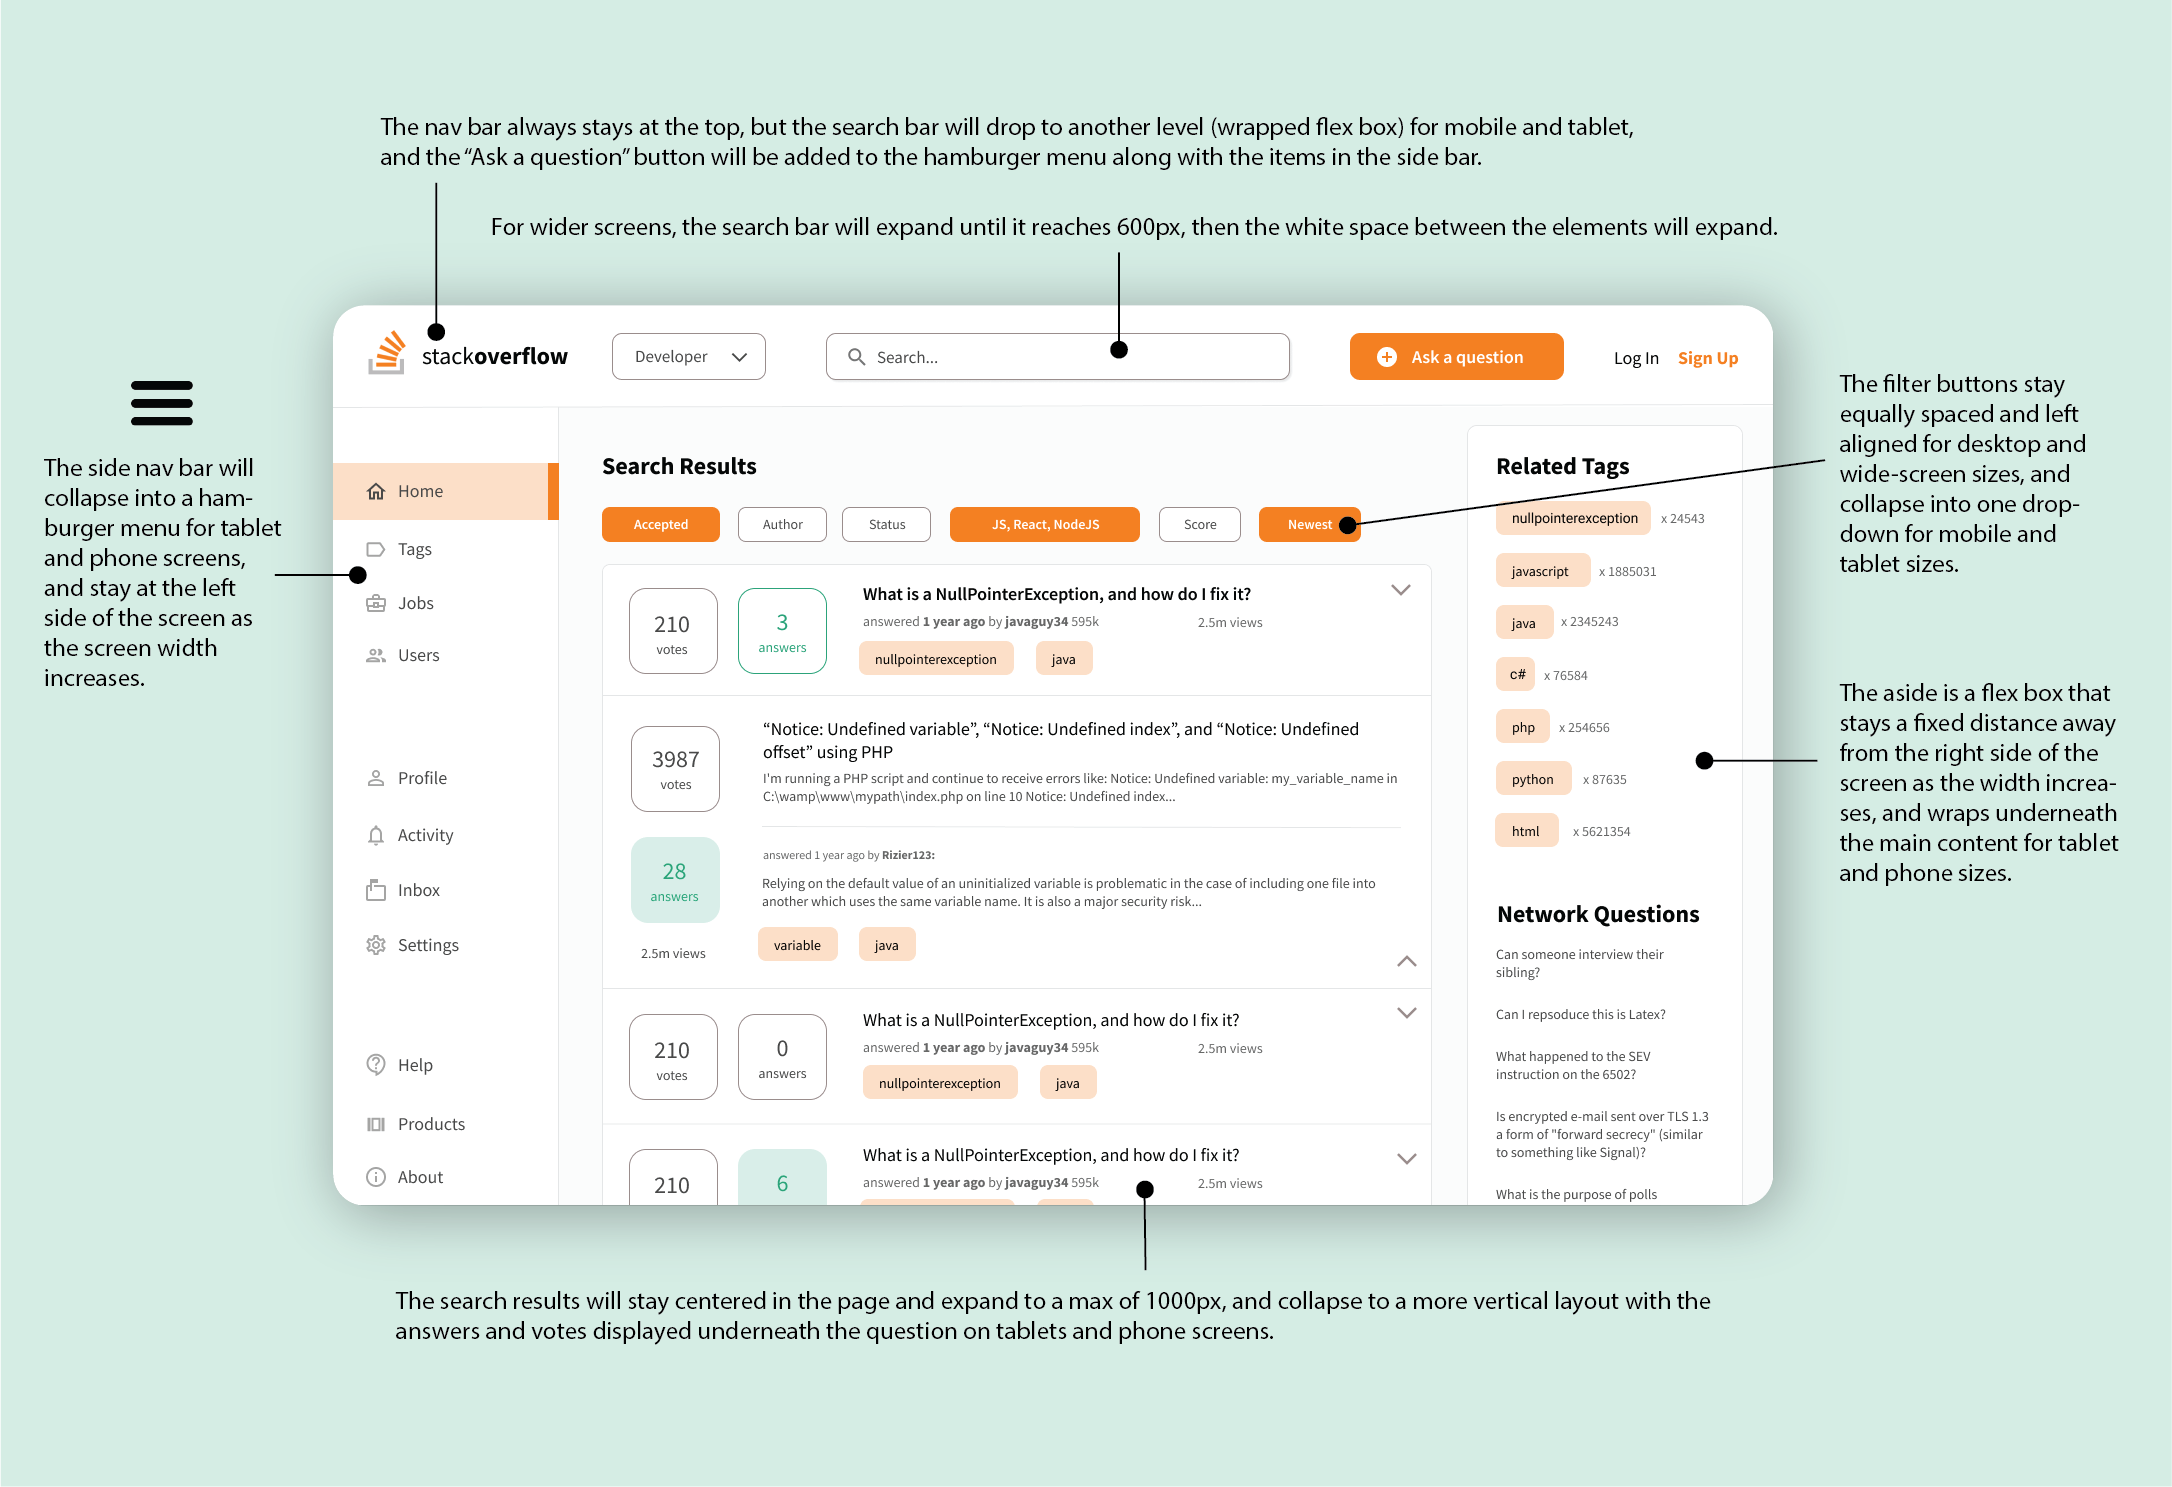 The nav bar always stays at the top, but the search bar will drop to another level (wrapped flex box) for mobile and tablet,
and the “Ask a question” button will be added to the hamburger menu along with the items in the side bar.
For wider screens, the search bar will expand until it reaches 600px, then the white space between the elements will expand.
The side nav bar will
collapse into a ham-
burger menu for tablet
and phone screens,
and stay at the left
side of the screen as
the screen width
increases.
stackoverflow
Developer
Search...
Ask a question
Log In
Sign Up
Home
Tags
Jobs
Users
Profile
Activity
Inbox
Settings
Help
Products
About
Search Results
Accepted
Author
Status
JS, React, NodeJS
Score
Newest
210
votes
3
answers
What is a NullPointerException, and how do I fix it?
answered 1 year ago by javaguy34 595k
2.5m views
nullpointerexception
java
3987
votes
28
answers
2.5m views
“Notice: Undefined variable”, “Notice: Undefined index”, and “Notice: Undefined
offset” using PHP
I'm running a PHP script and continue to receive errors like: Notice: Undefined variable: my_variable_name in
C:\wamp\www\mypath\index.php on line 10 Notice: Undefined index...
answered 1 year ago by Rizier123:
Relying on the default value of an uninitialized variable is problematic in the case of including one file into
another which uses the same variable name. It is also a major security risk...
variable
java
210
votes
0
answers
What is a NullPointerException, and how do I fix it?
answered 1 year ago by javaguy34 595k
2.5m views
nullpointerexception
java
210
6
What is a NullPointerException, and how do I fix it?
answered 1 year ago by javaguy34 595k
2.5m views
Related Tags
nullpointerexception x 24543
javascript x 1885031
java x 2345243
c# x 76584
php x 254656
python x 87635
html x 5621354
Network Questions
Can someone interview their
sibling?
Can I repsoduce this is Latex?
What happened to the SEV
instruction on the 6502?
Is encrypted e-mail sent over TLS 1.3
a form of "forward secrecy" (similar
to something like Signal)?
What is the purpose of polls
The filter buttons stay
equally spaced and left
aligned for desktop and
wide-screen sizes, and
collapse into one drop-
down for mobile and
tablet sizes.
The aside is a flex box that
stays a fixed distance away
from the right side of the
screen as the width increa-
ses, and wraps underneath
the main content for tablet
and phone sizes.
The search results will stay centered in the page and expand to a max of 1000px, and collapse to a more vertical layout with the
answers and votes displayed underneath the question on tablets and phone screens.